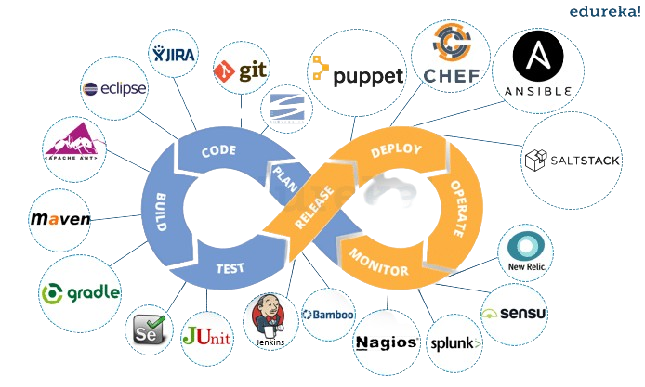 edureka!
JIRA
git
puppet
CHEF
ANSIBLE
eclipse
APACHE ANT
CODE
PLAN
DEPLOY
SALTSTACK
BUILD
RELEASE
OPERATE
Maven
TEST
MONITOR
New Relic.
gradle
Se
JUnit
Jenkins
Bamboo
Nagios®
splunk>
sensu